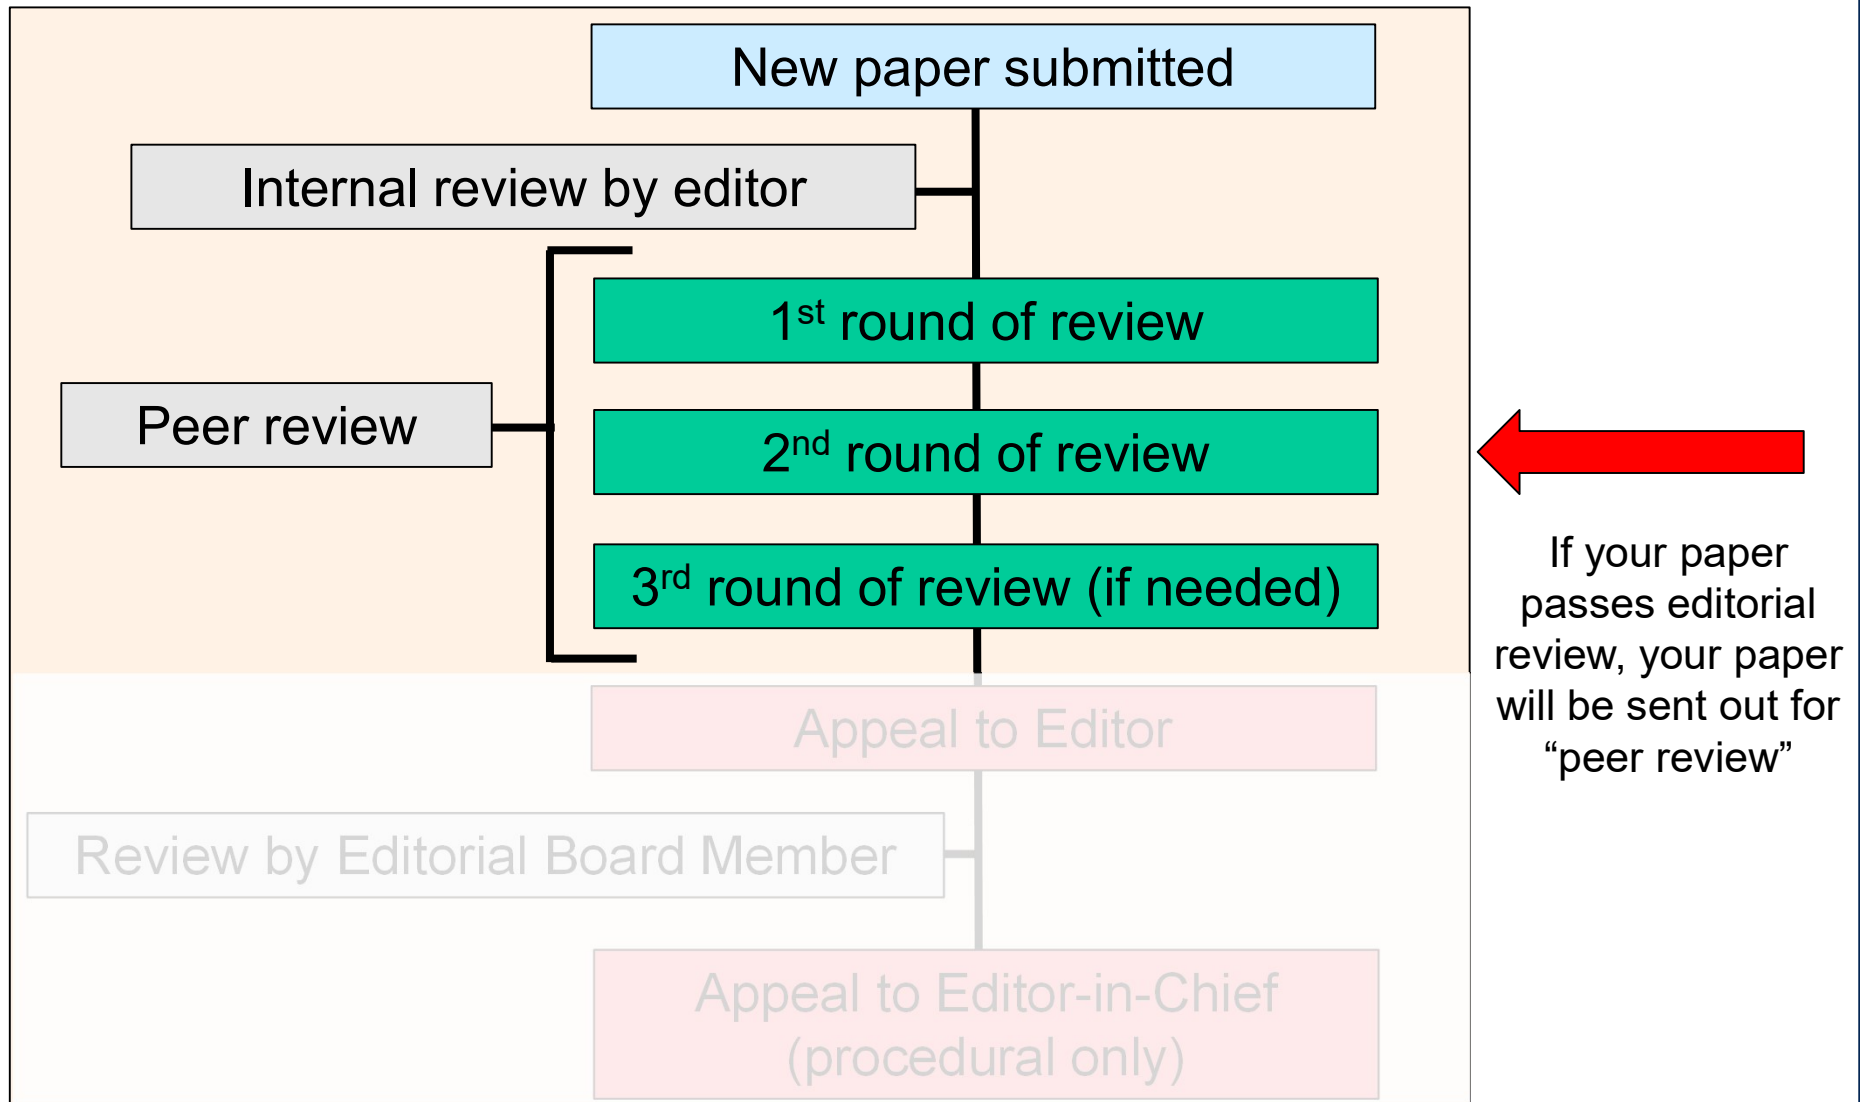 New paper submitted
Internal review by editor
1st round of review
Peer review
2nd round of review
3rd round of review (if needed)
If your paper
passes editorial
review, your paper
will be sent out for
“peer review”
Appeal to Editor
Review by Editorial Board Member
Appeal to Editor-in-Chief
(procedural only)